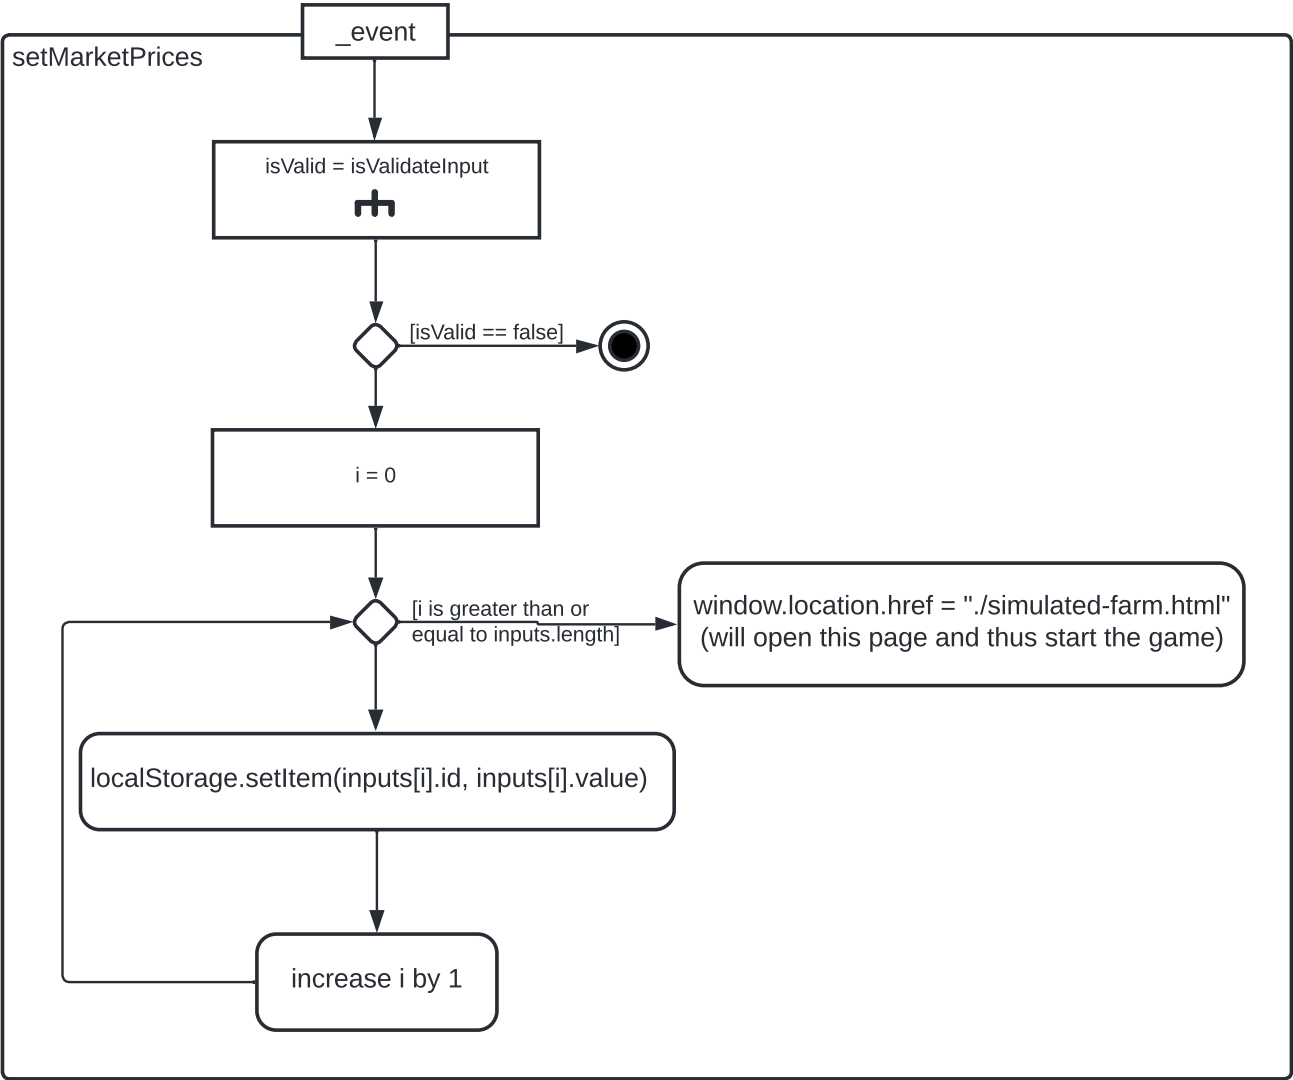 _event
setMarketPrices
isValid = isValidateInput
[isValid == false]
i = 0
[i is greater than or
equal to inputs.length]
window.location.href = "./simulated-farm.html"
(will open this page and thus start the game)
localStorage.setItem(inputs[i].id, inputs[i].value)
increase i by 1